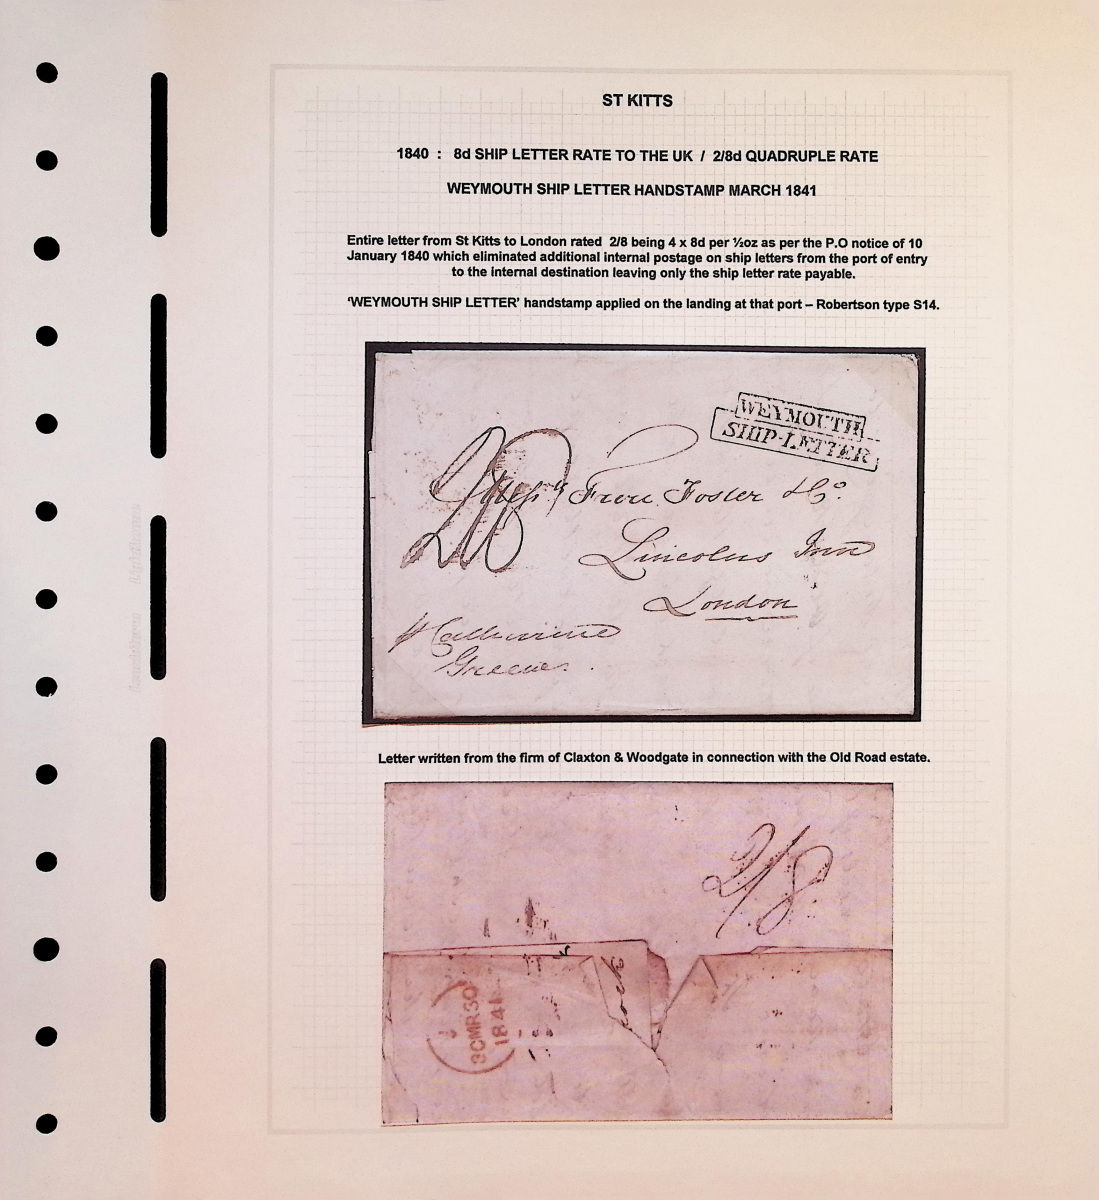 ST KITTS
1840 : 8d SHIP LETTER RATE TO THE UK / 2/8d QUADRUPLE RATE
WEYMOUTH SHIP LETTER HANDSTAMP MARCH 1841
Entire letter from St Kitts to London rated 2/8 being 4 x 8d per ½oz as per the P.O notice of 10
January 1840 which eliminated additional internal postage on ship letters from the port of entry
to the internal destination leaving only the ship letter rate payable.
'WEYMOUTH SHIP LETTER' handstamp applied on the landing at that port – Robertson type S14.
WEYMOUTH
SHIP-LETTER
Foster & Co.
Lincolns Inn
London
Letter written from the firm of Claxton & Woodgate in connection with the Old Road estate.
2/8
3CMR30
1841